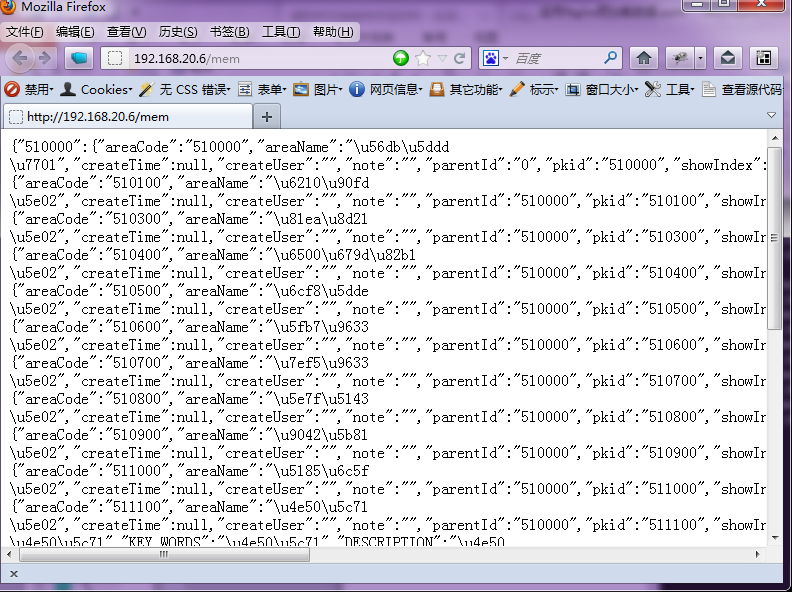 Mozilla Firefox
文件(F) 编辑(E) 查看(V) 历史(S) 书签(B) 工具(T) 帮助(H)
192.168.20.6/mem 百度
禁用 Cookies 无 CSS 错误 表单 图片 网页信息 其它功能 标示 窗口大小 工具 查看源代码
http://192.168.20.6/mem
{"510000":{"areaCode":"510000","areaName":"\u56db\u5ddd
\u7701","createTime":null,"createUser":"","note":"","parentId":"0","pkid":"510000","showIndex":
{"areaCode":"510100","areaName":"\u6210\u90fd
\u5e02","createTime":null,"createUser":"","note":"","parentId":"510000","pkid":"510100","showIn
{"areaCode":"510300","areaName":"\u81ea\u8d21
\u5e02","createTime":null,"createUser":"","note":"","parentId":"510000","pkid":"510300","showIn
{"areaCode":"510400","areaName":"\u6500\u679d\u82b1
\u5e02","createTime":null,"createUser":"","note":"","parentId":"510000","pkid":"510400","showIn
{"areaCode":"510500","areaName":"\u6cf8\u5dde
\u5e02","createTime":null,"createUser":"","note":"","parentId":"510000","pkid":"510500","showIn
{"areaCode":"510600","areaName":"\u5fb7\u9633
\u5e02","createTime":null,"createUser":"","note":"","parentId":"510000","pkid":"510600","showIn
{"areaCode":"510700","areaName":"\u7ef5\u9633
\u5e02","createTime":null,"createUser":"","note":"","parentId":"510000","pkid":"510700","showIn
{"areaCode":"510800","areaName":"\u5e7f\u5143
\u5e02","createTime":null,"createUser":"","note":"","parentId":"510000","pkid":"510800","showIn
{"areaCode":"510900","areaName":"\u9042\u5b81
\u5e02","createTime":null,"createUser":"","note":"","parentId":"510000","pkid":"510900","showIn
{"areaCode":"511000","areaName":"\u5185\u6c5f
\u5e02","createTime":null,"createUser":"","note":"","parentId":"510000","pkid":"511000","showIn
{"areaCode":"511100","areaName":"\u4e50\u5c71
\u5e02","createTime":null,"createUser":"","note":"","parentId":"510000","pkid":"511100","showIn
\u4e50\u5c71","KEY_WORDS":"\u4e50\u5c71","DESCRIPTION":"\u4e50